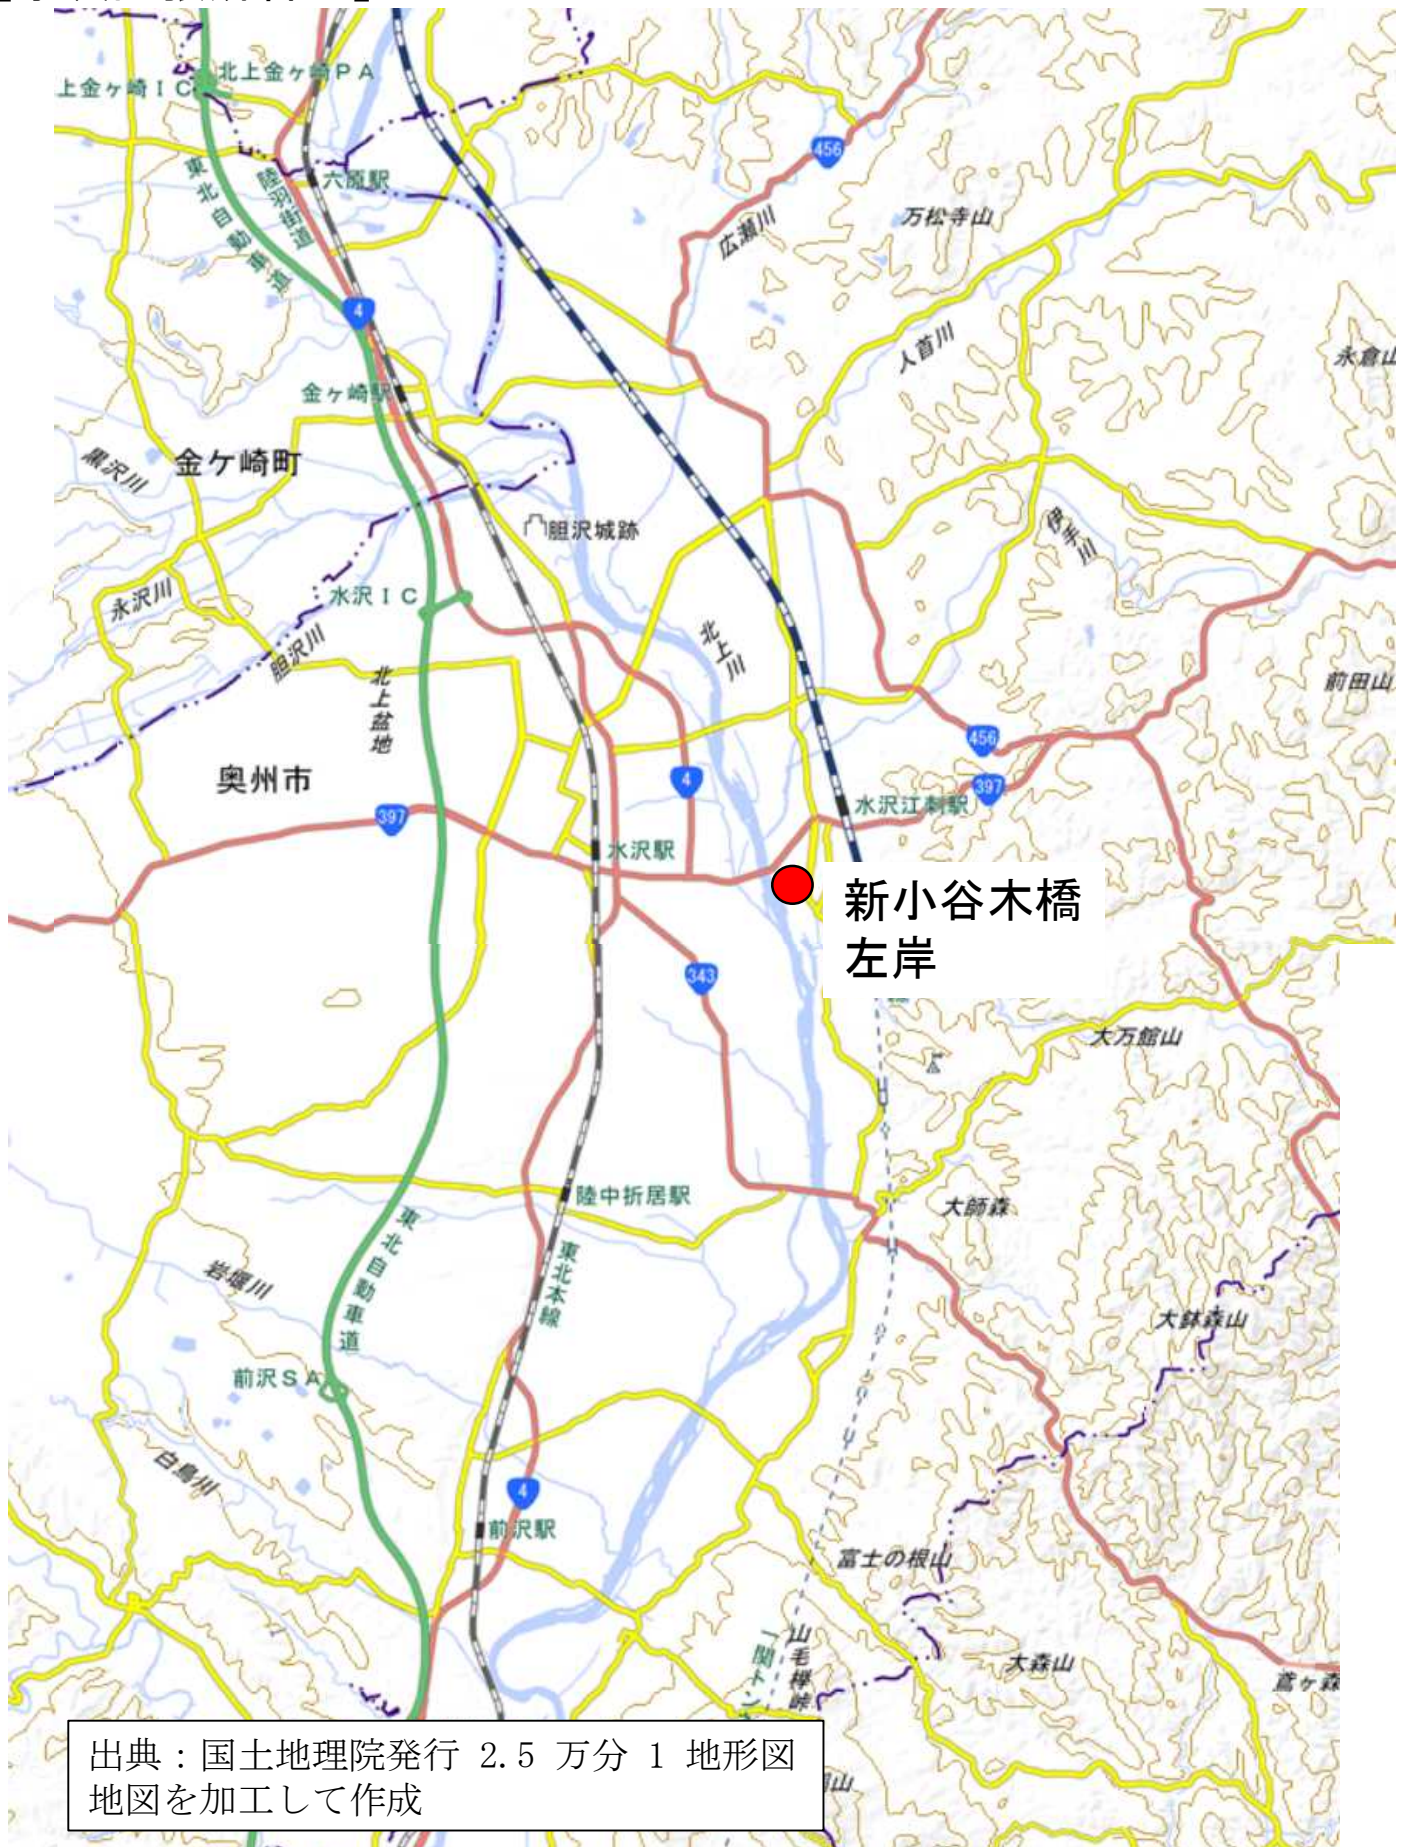 北上金ヶ崎PA
上金ヶ崎IC
456
六原駅
陸羽街道
東北自動車道
万松寺山
広瀬川
4
人首川
永倉山
金ヶ崎駅
金ケ崎町
黒沢川
胆沢城跡
伊手川
水沢IC
永沢川
胆沢川
北上川
北上盆地
前田山
456
奥州市
4
397
水沢江刺駅
397
水沢駅
新小谷木橋
左岸
343
大万館山
陸中折居駅
大師森
東北自動車道
東北本線
岩堰川
大鉢森山
前沢SA
白鳥川
4
前沢駅
富士の根山
一関トン
山毛欅峠
大森山
鳶ヶ森
出典：国土地理院発行 2.5 万分 1 地形図
地図を加工して作成